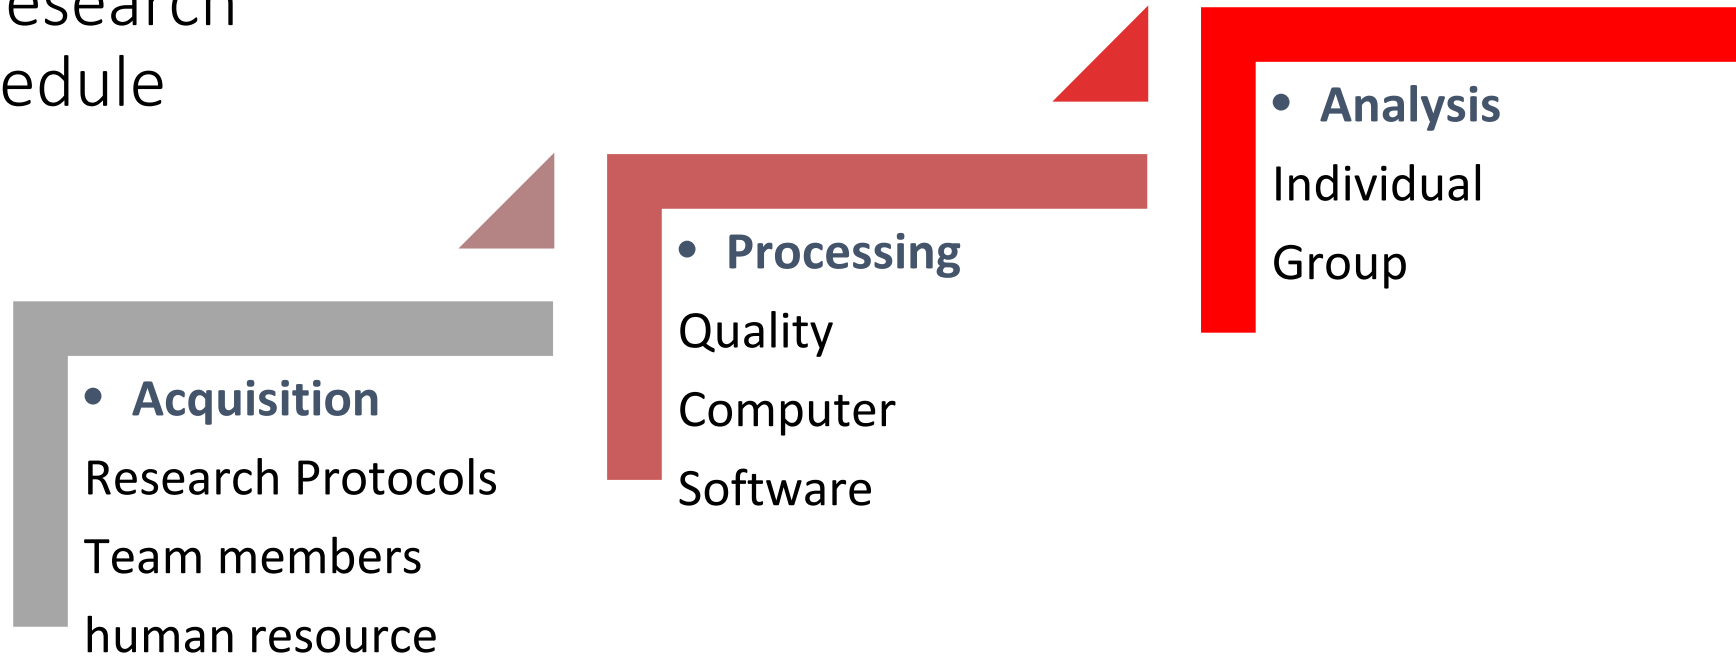 esearch
edule
• Acquisition
Research Protocols
Team members
human resource
• Processing
Quality
Computer
Software
• Analysis
Individual
Group